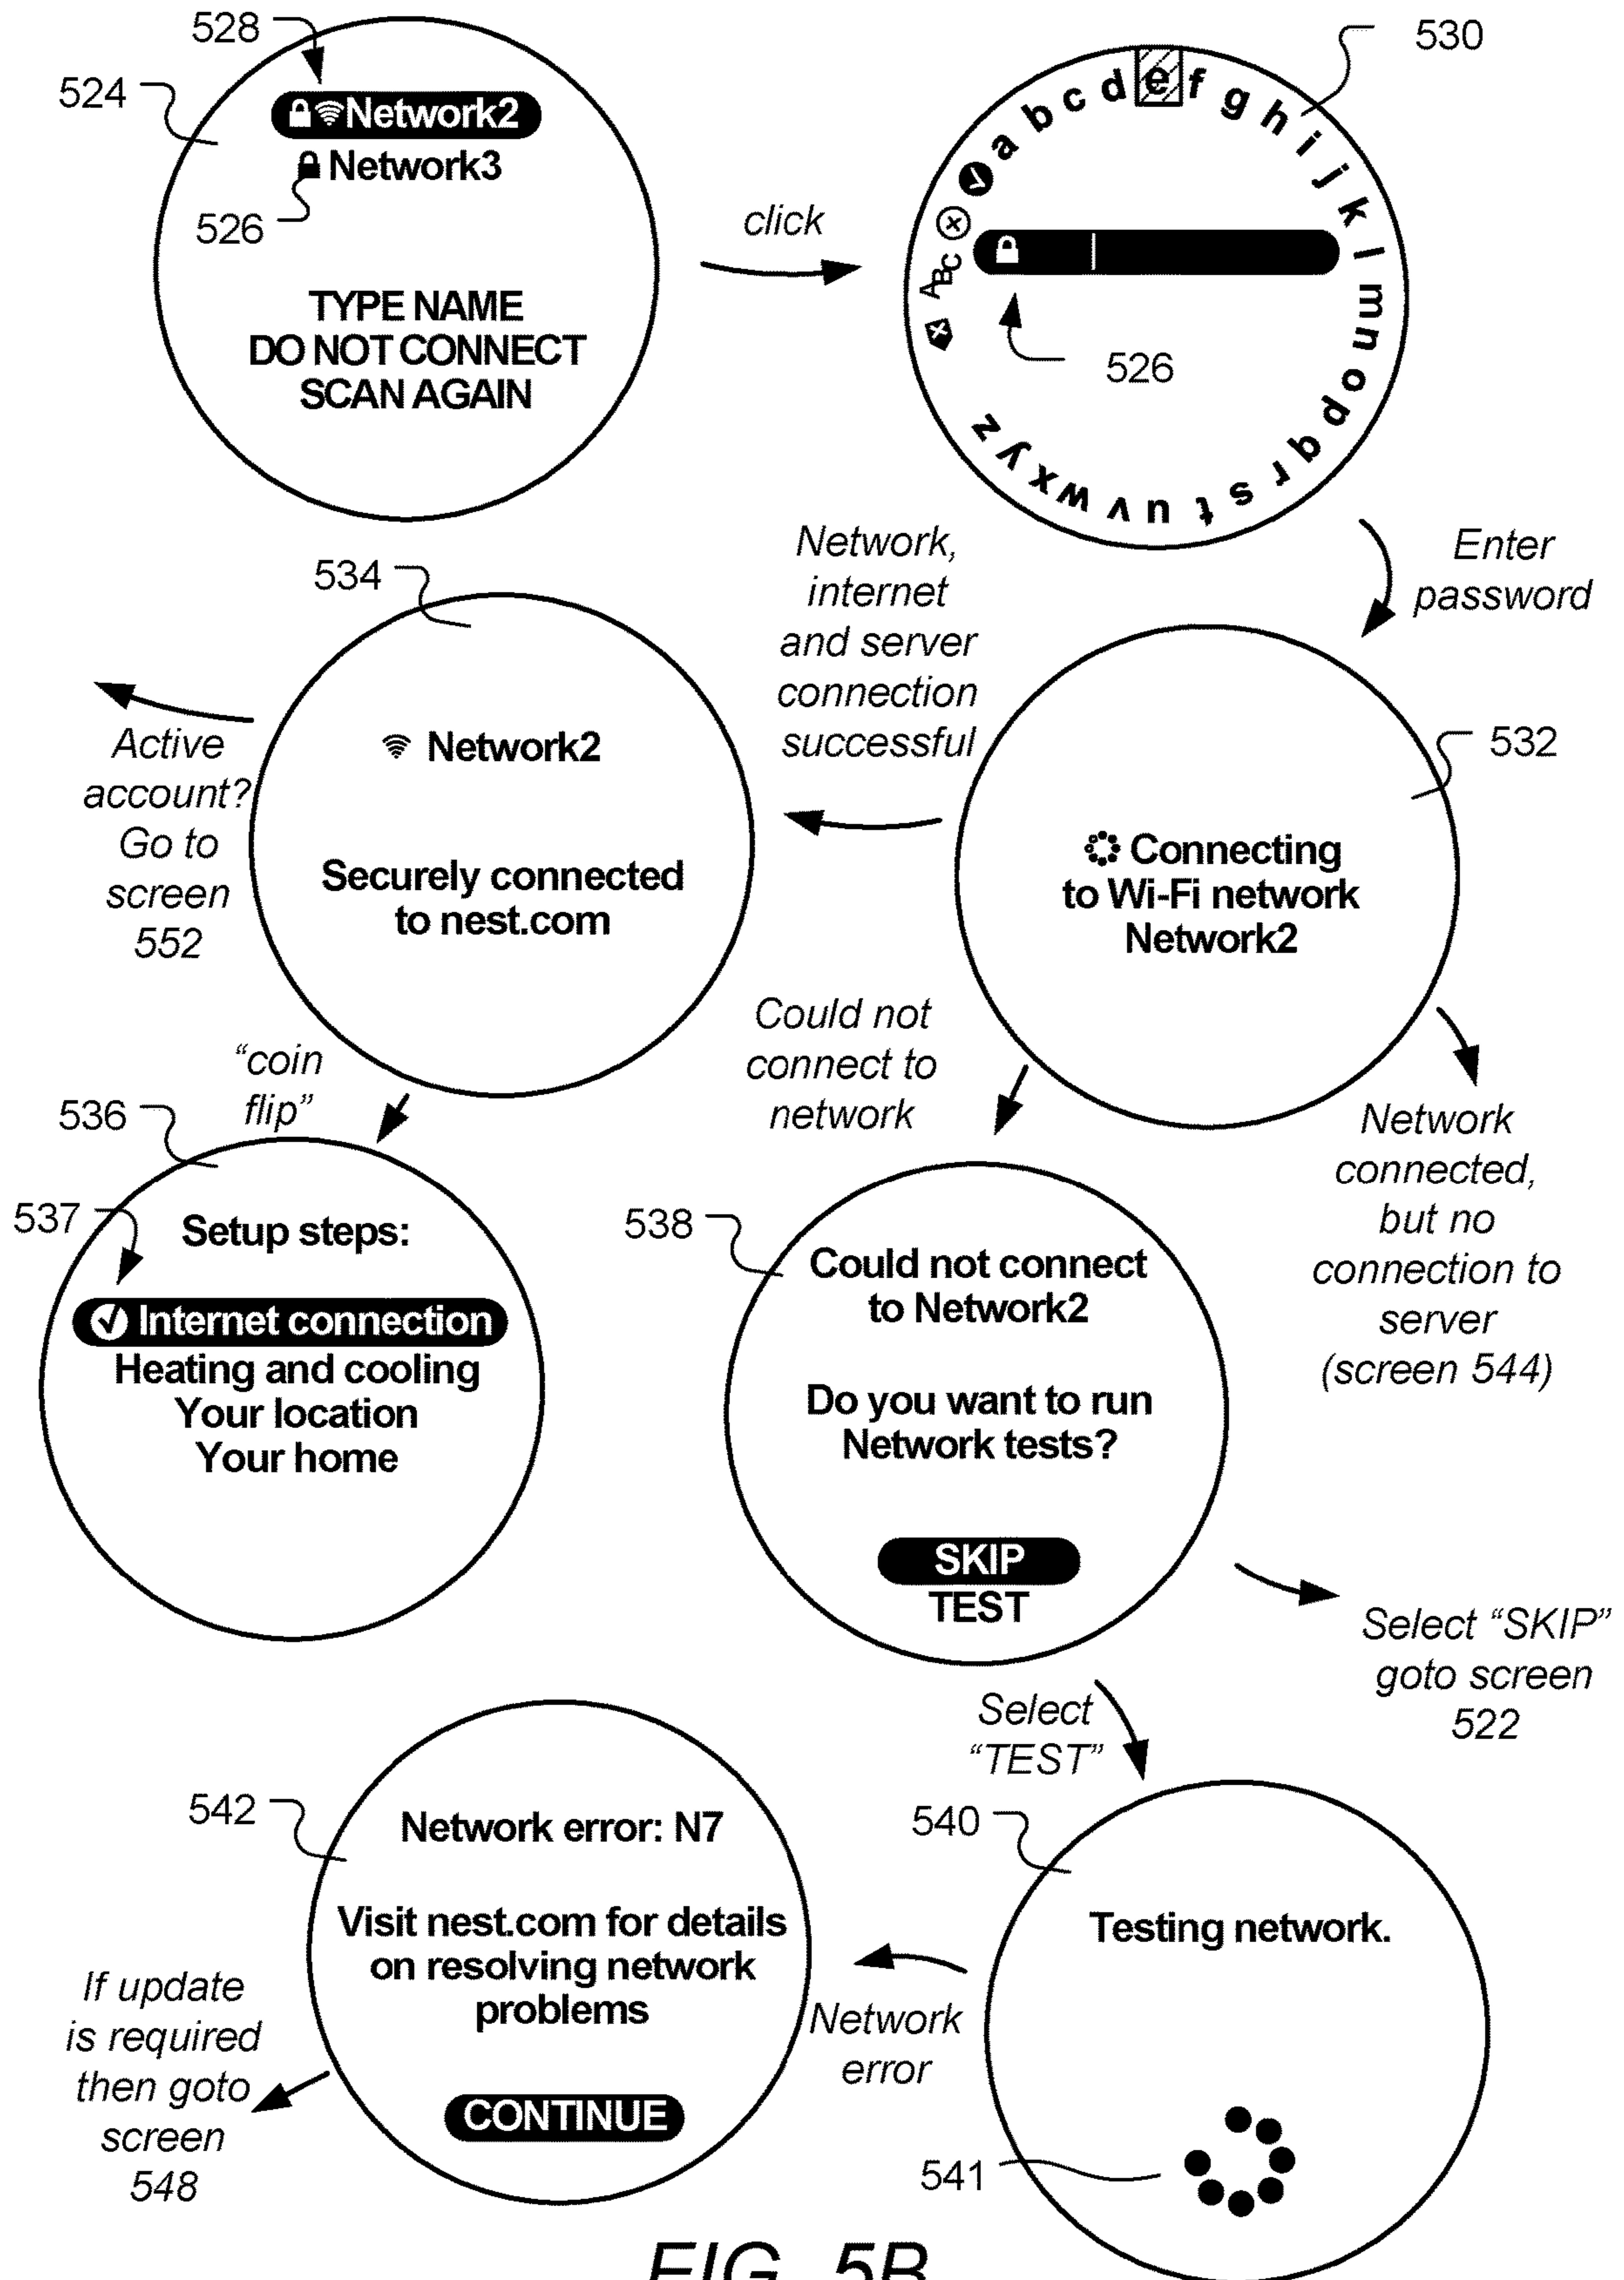 528
524
Network2
Network3
526
TYPE NAME
DO NOT CONNECT
SCAN AGAIN
click
530
a b c d e f g h i j k l m n o p q r s t u v w x y z
ABC
526
Enter
password
Network,
internet
and server
connection
successful
534
Network2
Securely connected
to nest.com
Active
account?
Go to
screen
552
532
Connecting
to Wi-Fi network
Network2
"coin
flip"
536
537
Setup steps:
Internet connection
Heating and cooling
Your location
Your home
Could not
connect to
network
Network
connected,
but no
connection to
server
(screen 544)
538
Could not connect
to Network2
Do you want to run
Network tests?
SKIP
TEST
Select “SKIP”
goto screen
522
Select
“TEST”
542
Network error: N7
Visit nest.com for details
on resolving network
problems
CONTINUE
If update
is required
then goto
screen
548
Network
error
540
Testing network.
541
FIG. 5B